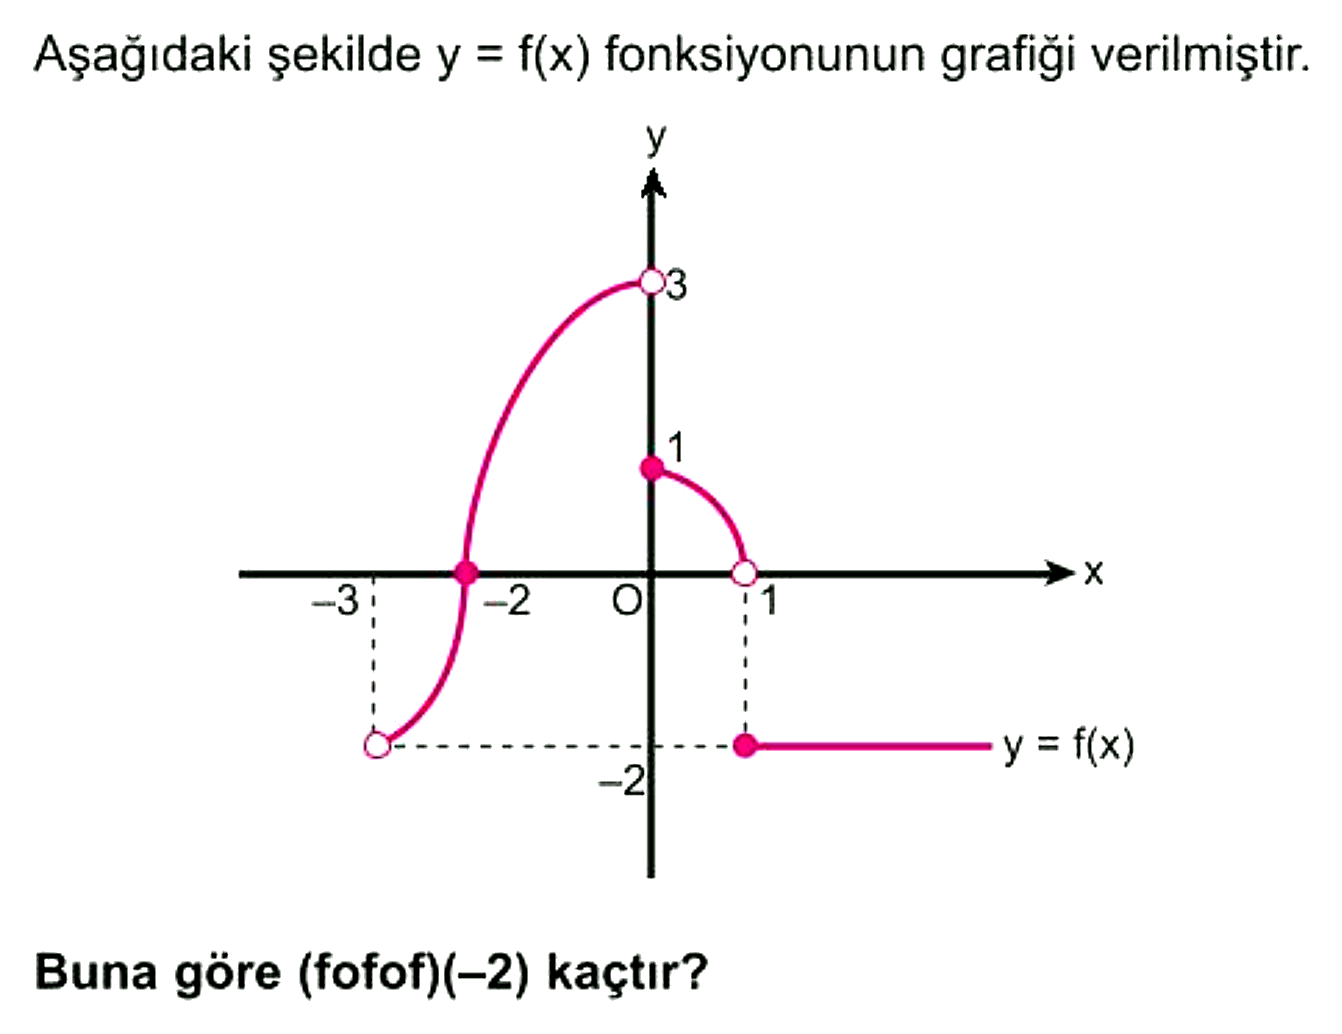 Aşağıdaki şekilde y = f(x) fonksiyonunun grafiği verilmiştir.
y
3
1
–3
–2
O
1
x
–2
y = f(x)
Buna göre (fofof)(–2) kaçtır?